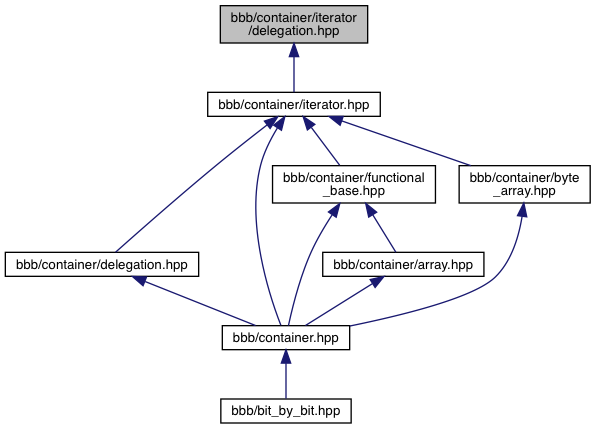 bbb/container/iterator
/delegation.hpp
bbb/container/iterator.hpp
bbb/container/functional
_base.hpp
bbb/container/byte
_array.hpp
bbb/container/delegation.hpp
bbb/container/array.hpp
bbb/container.hpp
bbb/bit_by_bit.hpp